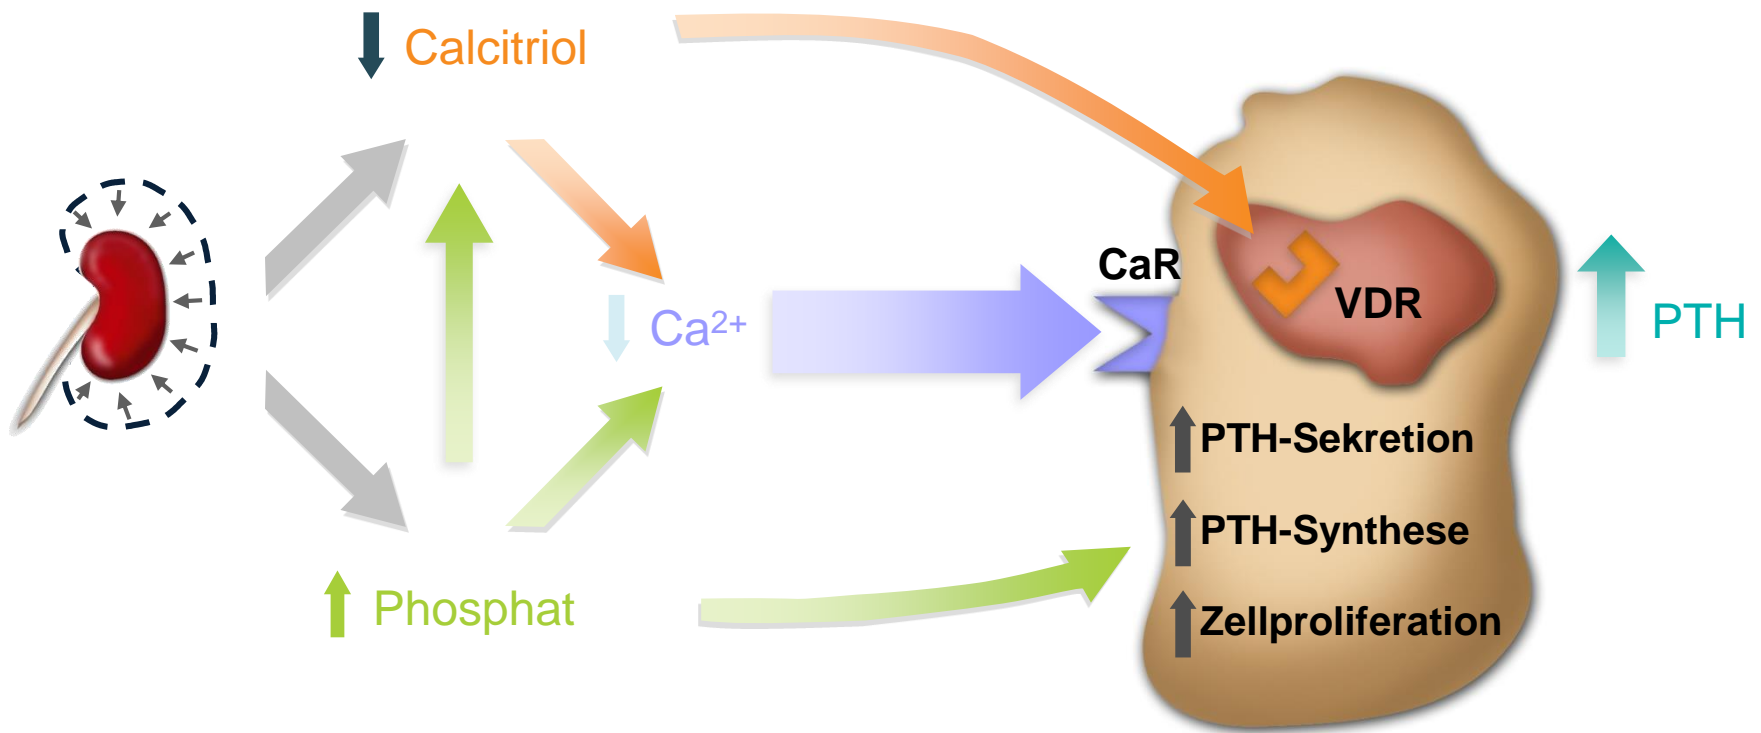 Calcitriol
CaR
VDR
Ca²⁺
PTH
PTH-Sekretion
PTH-Synthese
Phosphat
Zellproliferation